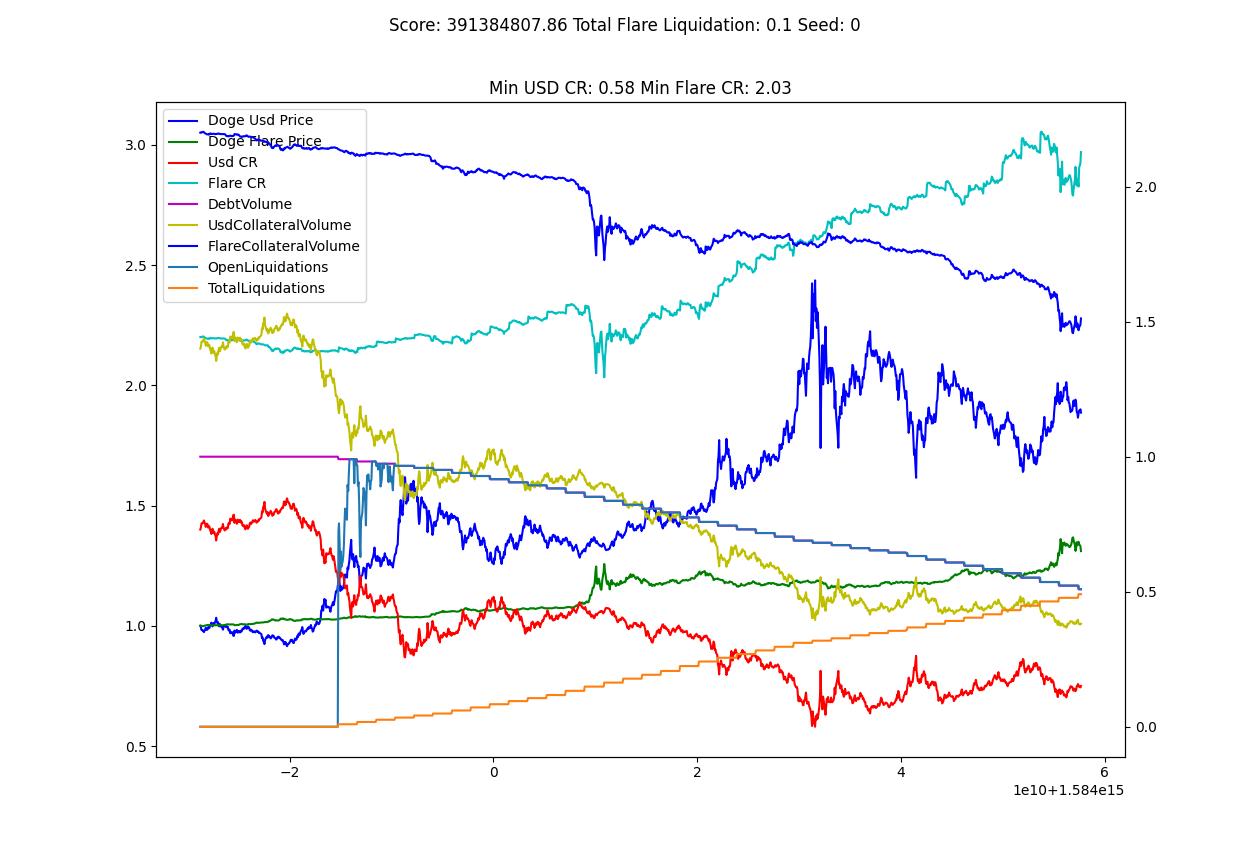 Score: 391384807.86 Total Flare Liquidation: 0.1 Seed: 0
Min USD CR: 0.58 Min Flare CR: 2.03
Doge Usd Price
Doge Flare Price
Usd CR
Flare CR
DebtVolume
UsdCollateralVolume
FlareCollateralVolume
OpenLiquidations
TotalLiquidations
3.0
2.5
2.0
1.5
1.0
0.5
2.0
1.5
1.0
0.5
0.0
−2
0
2
4
6
1e10+1.584e15